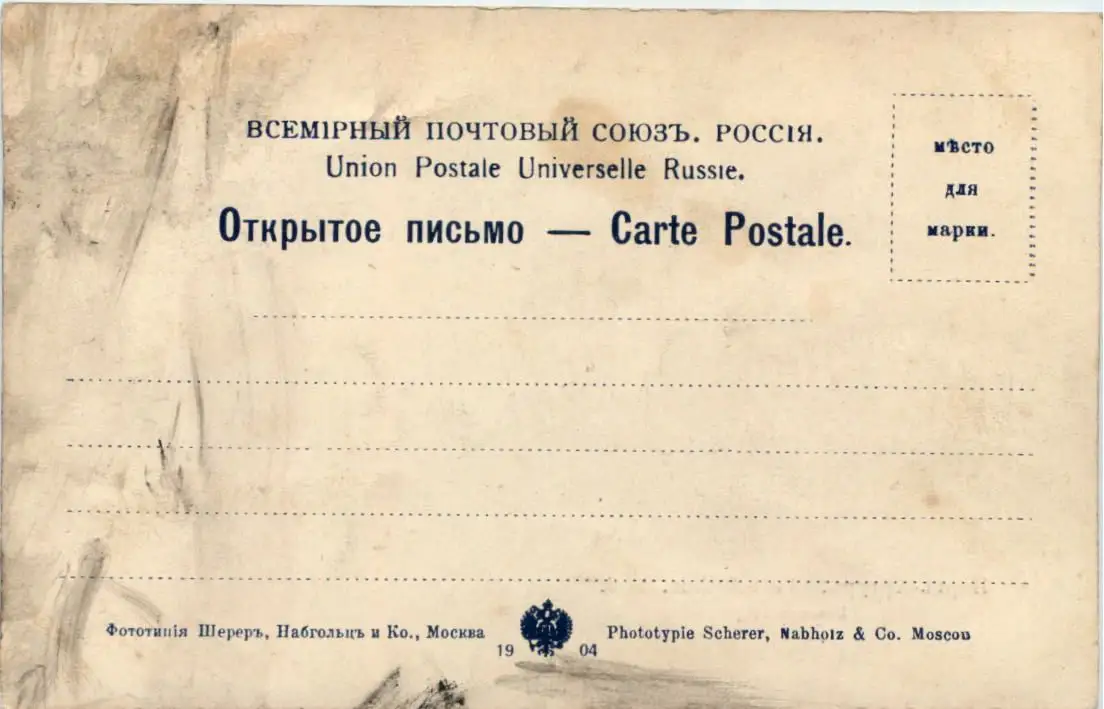 ВСЕМІРНЫЙ ПОЧТОВЫЙ СОЮЗЪ. РОССІЯ.
Union Postale Universelle Russie.
Открытое письмо — Carte Postale.
мѣсто
для
марки.
Фототипія Шереръ, Набгольцъ и Ко., Москва
19 04
Phototypie Scherer, Nabholz & Co. Moscou